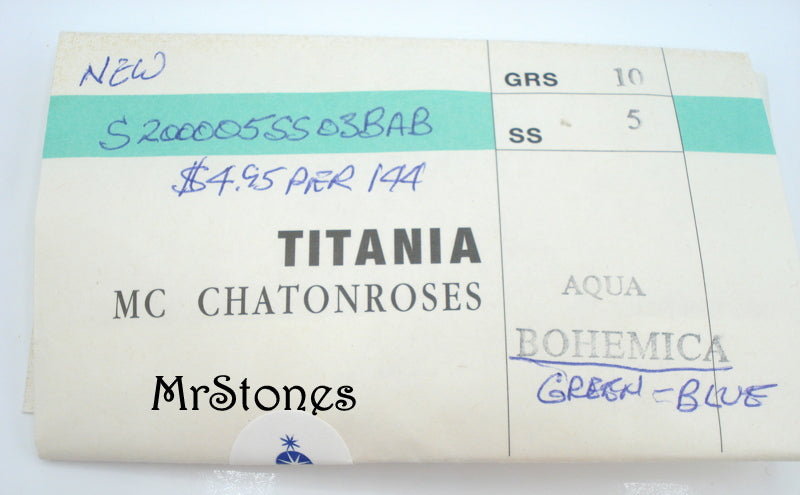 NEW
GRS 10
S200005SS03BAB
SS 5
$4.95 PER 144
TITANIA
MC CHATONROSES
AQUA
BOHEMICA
GREEN-BLUE
MrStones